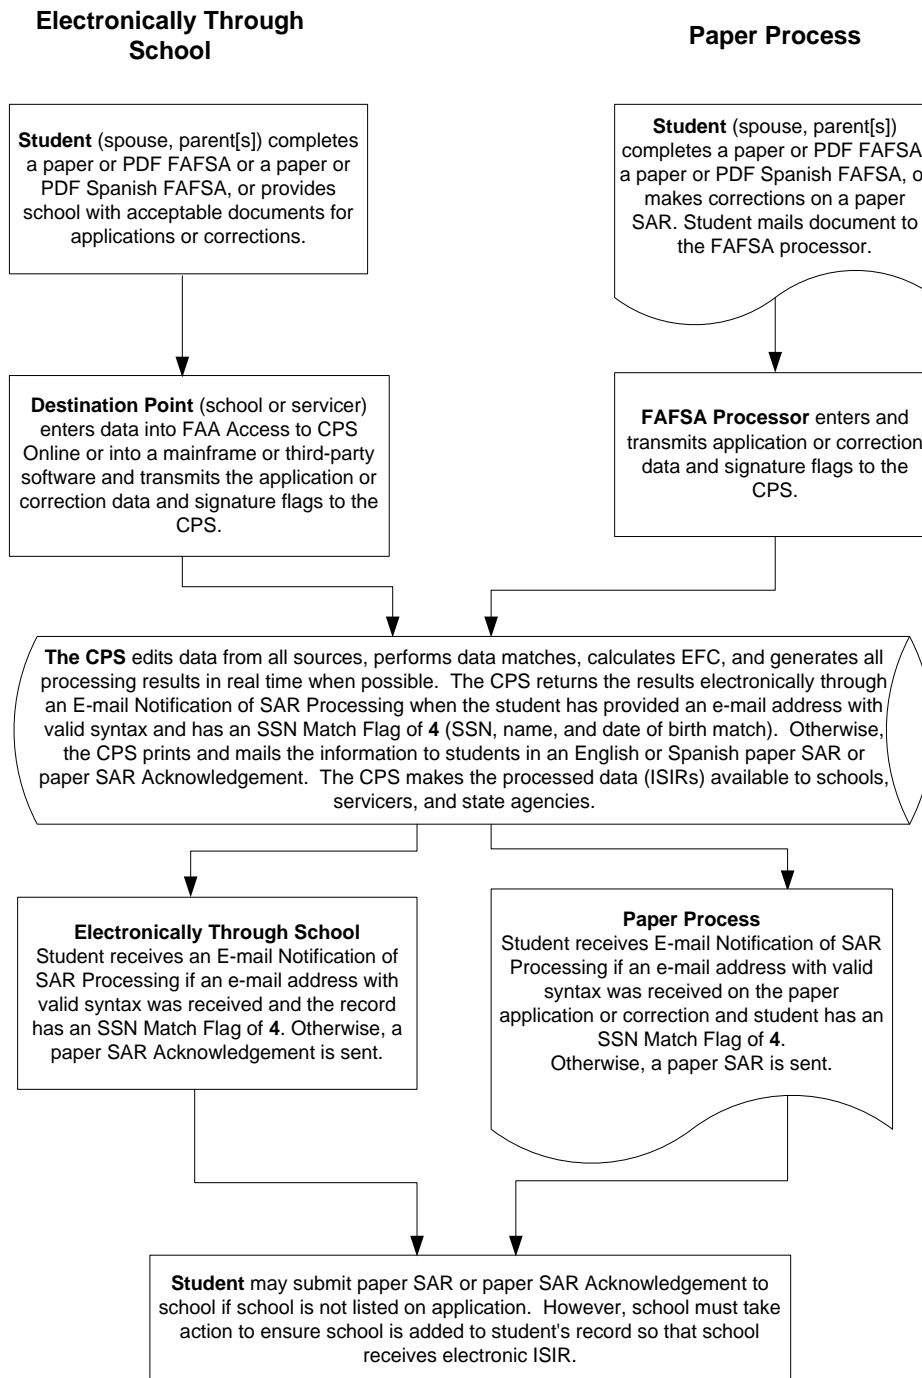 Electronically Through
School
Paper Process
Student (spouse, parent[s]) completes
a paper or PDF FAFSA or a paper or
PDF Spanish FAFSA, or provides
school with acceptable documents for
applications or corrections.
Student (spouse, parent[s])
completes a paper or PDF FAFSA
a paper or PDF Spanish FAFSA, o
makes corrections on a paper
SAR. Student mails document to
the FAFSA processor.
Destination Point (school or servicer)
enters data into FAA Access to CPS
Online or into a mainframe or third-party
software and transmits the application or
correction data and signature flags to the
CPS.
FAFSA Processor enters and
transmits application or correction
data and signature flags to the
CPS.
The CPS edits data from all sources, performs data matches, calculates EFC, and generates all
processing results in real time when possible.  The CPS returns the results electronically through
an E-mail Notification of SAR Processing when the student has provided an e-mail address with
valid syntax and has an SSN Match Flag of 4 (SSN, name, and date of birth match).  Otherwise,
the CPS prints and mails the information to students in an English or Spanish paper SAR or
paper SAR Acknowledgement.  The CPS makes the processed data (ISIRs) available to schools,
servicers, and state agencies.
Electronically Through School
Student receives an E-mail Notification of
SAR Processing if an e-mail address with
valid syntax was received and the record
has an SSN Match Flag of 4. Otherwise, a
paper SAR Acknowledgement is sent.
Paper Process
Student receives E-mail Notification of SAR
Processing if an e-mail address with valid
syntax was received on the paper
application or correction and student has an
SSN Match Flag of 4.
Otherwise, a paper SAR is sent.
Student may submit paper SAR or paper SAR Acknowledgement to
school if school is not listed on application.  However, school must take
action to ensure school is added to student's record so that school
receives electronic ISIR.